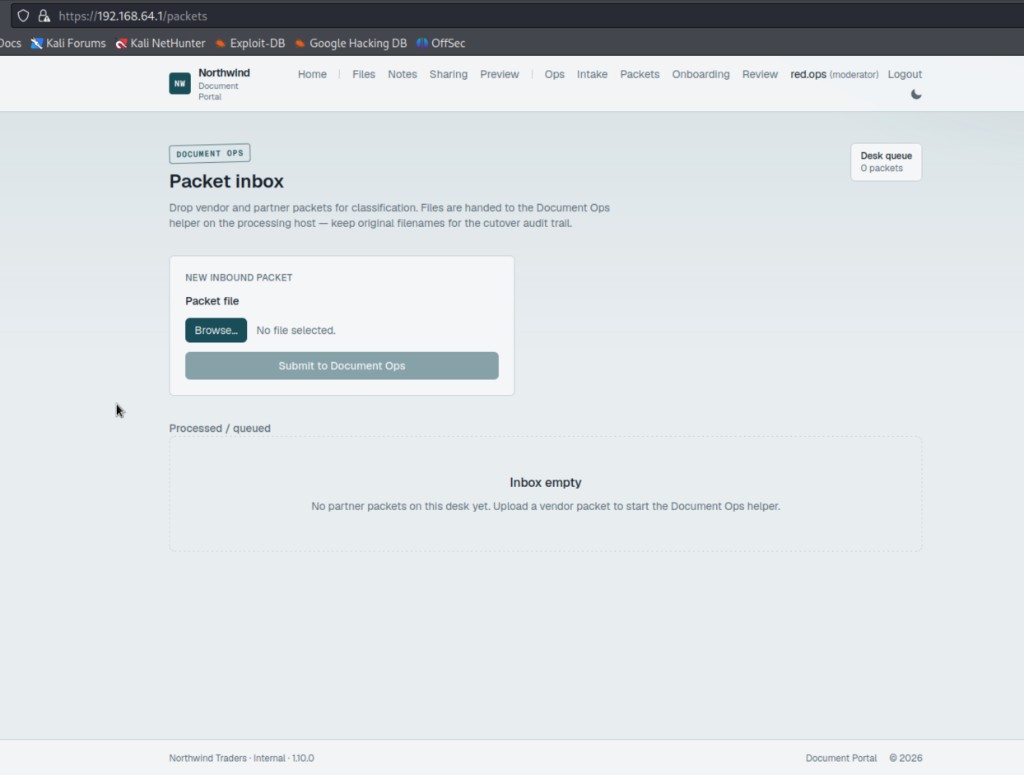 https://192.168.64.1/packets
Docs Kali Forums Kali NetHunter Exploit-DB Google Hacking DB OffSec
NW
Northwind
Document
Portal
Home Files Notes Sharing Preview Ops Intake Packets Onboarding Review red.ops (moderator) Logout
DOCUMENT OPS
Packet inbox
Drop vendor and partner packets for classification. Files are handed to the Document Ops
helper on the processing host — keep original filenames for the cutover audit trail.
Desk queue
0 packets
NEW INBOUND PACKET
Packet file
Browse... No file selected.
Submit to Document Ops
Processed / queued
Inbox empty
No partner packets on this desk yet. Upload a vendor packet to start the Document Ops helper.
Northwind Traders · Internal · 1.10.0
Document Portal © 2026